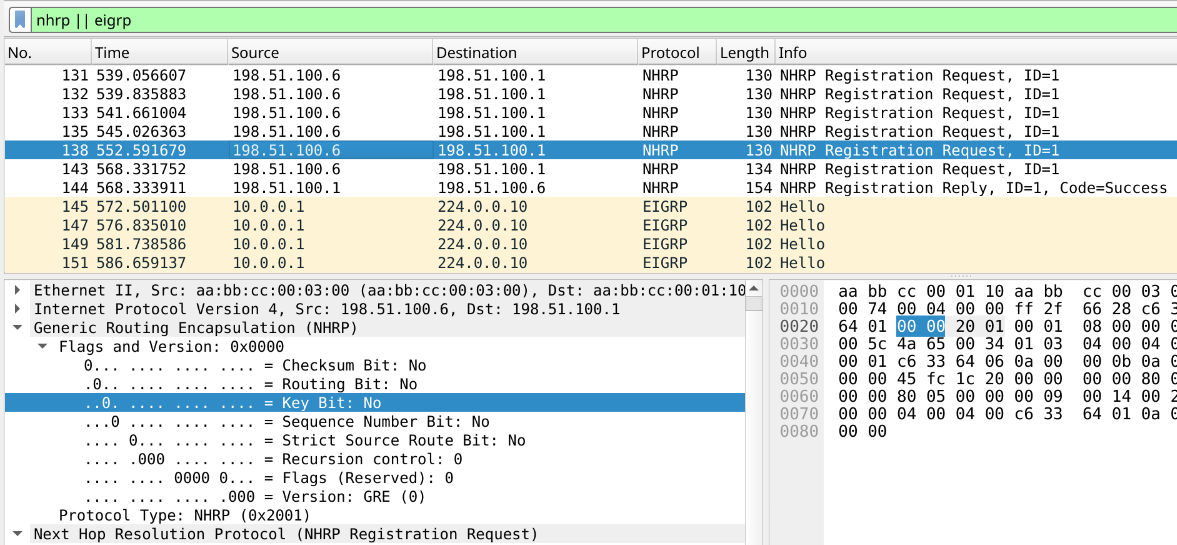 nhrp || eigrp
No. Time Source Destination Protocol Length Info
131 539.056607 198.51.100.6 198.51.100.1 NHRP 130 NHRP Registration Request, ID=1
132 539.835883 198.51.100.6 198.51.100.1 NHRP 130 NHRP Registration Request, ID=1
133 541.661004 198.51.100.6 198.51.100.1 NHRP 130 NHRP Registration Request, ID=1
135 545.026363 198.51.100.6 198.51.100.1 NHRP 130 NHRP Registration Request, ID=1
138 552.591679 198.51.100.6 198.51.100.1 NHRP 130 NHRP Registration Request, ID=1
143 568.331752 198.51.100.6 198.51.100.1 NHRP 134 NHRP Registration Request, ID=1
144 568.333911 198.51.100.1 198.51.100.6 NHRP 154 NHRP Registration Reply, ID=1, Code=Success
145 572.501100 10.0.0.1 224.0.0.10 EIGRP 102 Hello
147 576.835010 10.0.0.1 224.0.0.10 EIGRP 102 Hello
149 581.738586 10.0.0.1 224.0.0.10 EIGRP 102 Hello
151 586.659137 10.0.0.1 224.0.0.10 EIGRP 102 Hello
Ethernet II, Src: aa:bb:cc:00:03:00 (aa:bb:cc:00:03:00), Dst: aa:bb:cc:00:01:10
Internet Protocol Version 4, Src: 198.51.100.6, Dst: 198.51.100.1
Generic Routing Encapsulation (NHRP)
Flags and Version: 0x0000
0... .... .... .... = Checksum Bit: No
.0.. .... .... .... = Routing Bit: No
..0. .... .... .... = Key Bit: No
...0 .... .... .... = Sequence Number Bit: No
.... 0... .... .... = Strict Source Route Bit: No
.... .000 .... .... = Recursion control: 0
.... .... 0000 0... = Flags (Reserved): 0
.... .... .... .000 = Version: GRE (0)
Protocol Type: NHRP (0x2001)
Next Hop Resolution Protocol (NHRP Registration Request)
0000 aa bb cc 00 01 10 aa bb cc 00 03 0
0010 00 74 00 04 00 00 ff 2f 66 28 c6 3
0020 64 01 00 00 20 01 00 01 08 00 00 0
0030 00 5c 4a 65 00 34 01 03 04 00 04 0
0040 00 01 c6 33 64 06 0a 00 00 0b 0a 0
0050 00 00 45 fc 1c 20 00 00 00 00 80 0
0060 00 00 80 05 00 00 00 09 00 14 00 2
0070 00 00 04 00 04 00 c6 33 64 01 0a 0
0080 00 00